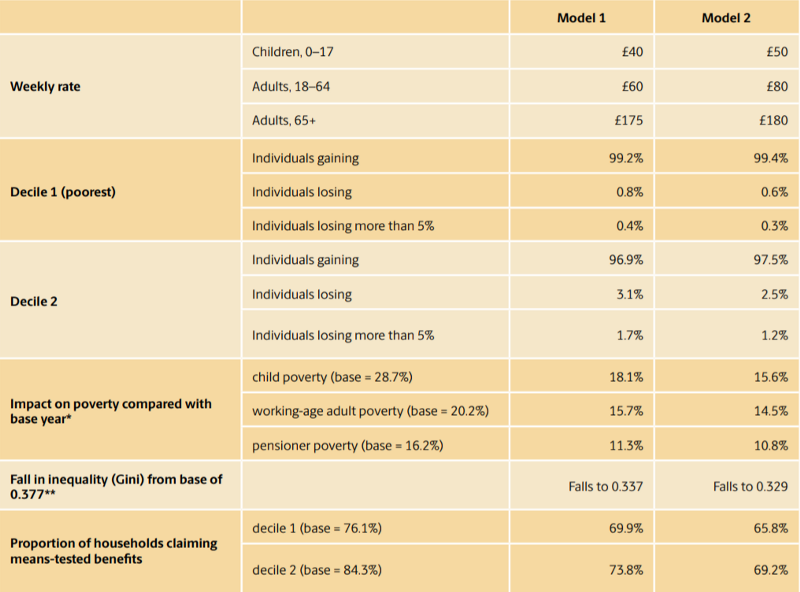 Model 1 Model 2
Weekly rate
Children, 0–17 £40 £50
Adults, 18–64 £60 £80
Adults, 65+ £175 £180
Decile 1 (poorest)
Individuals gaining 99.2% 99.4%
Individuals losing 0.8% 0.6%
Individuals losing more than 5% 0.4% 0.3%
Decile 2
Individuals gaining 96.9% 97.5%
Individuals losing 3.1% 2.5%
Individuals losing more than 5% 1.7% 1.2%
Impact on poverty compared with
base year*
child poverty (base = 28.7%) 18.1% 15.6%
working-age adult poverty (base = 20.2%) 15.7% 14.5%
pensioner poverty (base = 16.2%) 11.3% 10.8%
Fall in inequality (Gini) from base of
0.377**
Falls to 0.337 Falls to 0.329
Proportion of households claiming
means-tested benefits
decile 1 (base = 76.1%) 69.9% 65.8%
decile 2 (base = 84.3%) 73.8% 69.2%